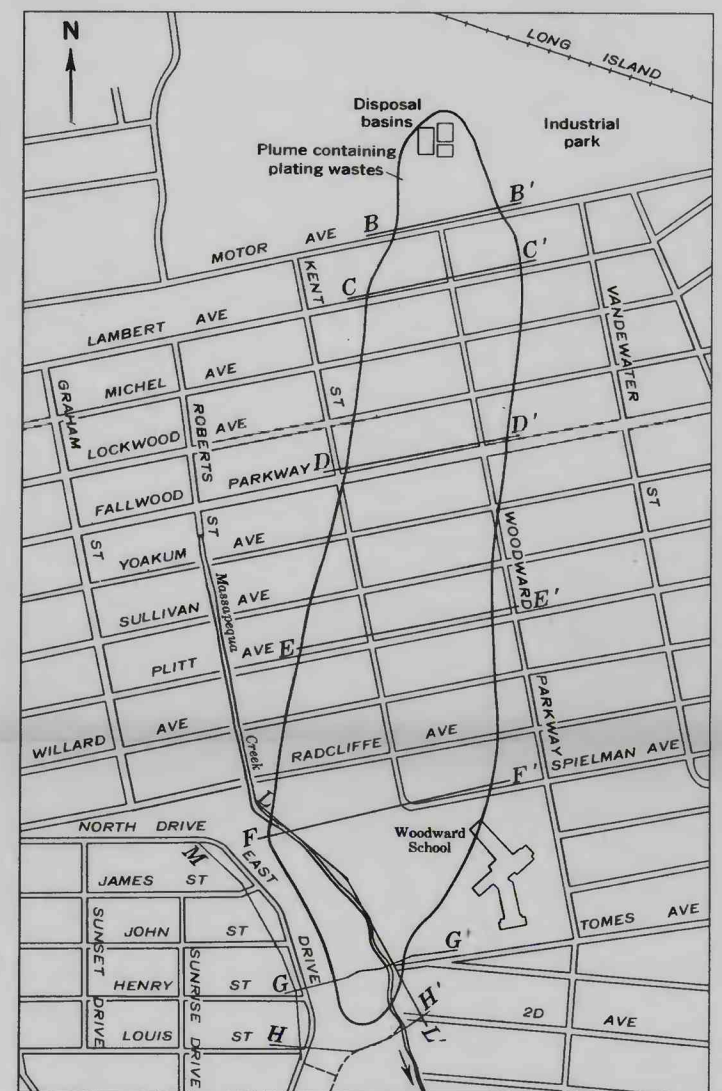 N
LONG ISLAND
Disposal
basins
Industrial
park
Plume containing
plating wastes
B
B'
MOTOR AVE
KENT
C
C'
VANDEWATER
LAMBERT AVE
MICHEL AVE
GRAHAM
ROBERTS
ST
LOCKWOOD AVE
D
D'
PARKWAY
FALLWOOD
ST
ST
ST
YOAKUM AVE
WOODWARD
Massapequa
SULLIVAN AVE
E'
PLITT AVE
E
PARKWAY
Creek
WILLARD AVE
RADCLIFFE AVE
SPIELMAN AVE
F'
L
NORTH DRIVE
F
EAST
Woodward
School
M
JAMES ST
TOMES AVE
SUNSET DRIVE
JOHN ST
DRIVE
G'
SUNRISE DRIVE
HENRY ST
G
H'
2D AVE
LOUIS ST
H
L'